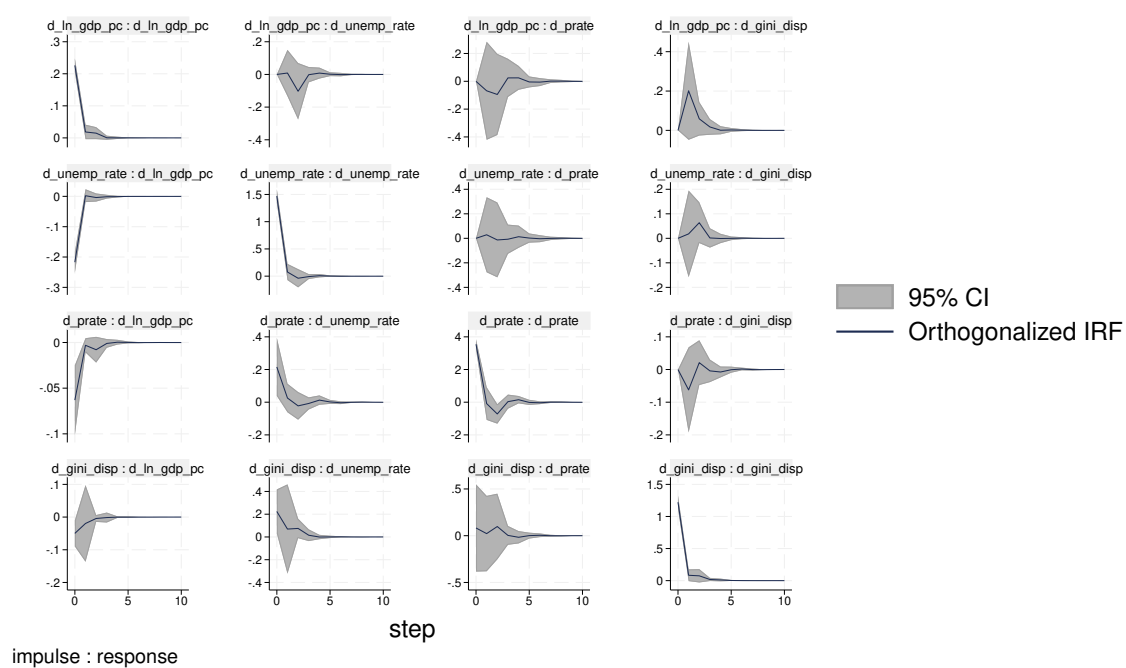 d_ln_gdp_pc : d_ln_gdp_pc
.3
.2
.1
0
d_ln_gdp_pc : d_unemp_rate
.2
0
-.2
-.4
d_ln_gdp_pc : d_prate
.2
0
-.2
-.4
d_ln_gdp_pc : d_gini_disp
.4
.2
0
d_unemp_rate : d_ln_gdp_pc
0
-.1
-.2
-.3
d_unemp_rate : d_unemp_rate
1.5
1
.5
0
d_unemp_rate : d_prate
.4
.2
0
-.2
-.4
d_unemp_rate : d_gini_disp
.2
.1
0
-.1
-.2
d_prate : d_ln_gdp_pc
0
-.05
-.1
d_prate : d_unemp_rate
.4
.2
0
-.2
d_prate : d_prate
4
2
0
-2
d_prate : d_gini_disp
.1
0
-.1
-.2
d_gini_disp : d_ln_gdp_pc
.1
0
-.1
-.2
0 5 10
d_gini_disp : d_unemp_rate
.4
.2
0
-.2
-.4
0 5 10
d_gini_disp : d_prate
.5
0
-.5
0 5 10
d_gini_disp : d_gini_disp
1.5
1
.5
0
0 5 10
step
impulse : response
95% CI
Orthogonalized IRF